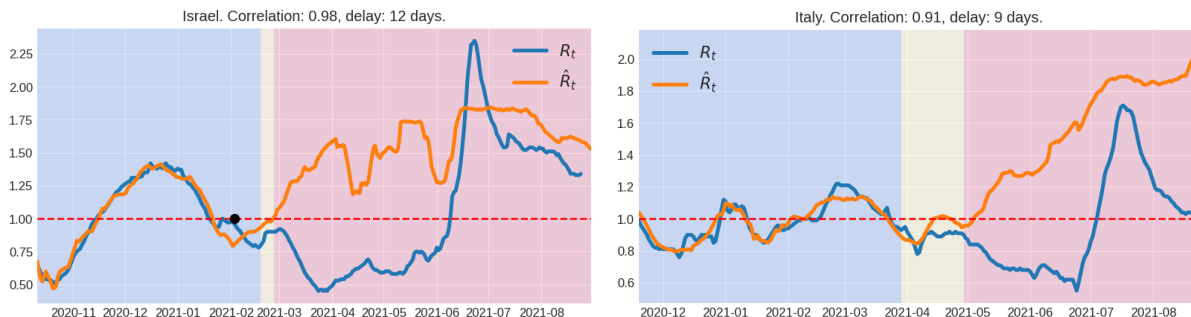 Israel. Correlation: 0.98, delay: 12 days.
2.25
2.00
1.75
1.50
1.25
1.00
0.75
0.50
R_t
R̂_t
2020-11 2020-12 2021-01 2021-02 2021-03 2021-04 2021-05 2021-06 2021-07 2021-08
Italy. Correlation: 0.91, delay: 9 days.
2.0
1.8
1.6
1.4
1.2
1.0
0.8
0.6
R_t
R̂_t
2020-12 2021-01 2021-02 2021-03 2021-04 2021-05 2021-06 2021-07 2021-08